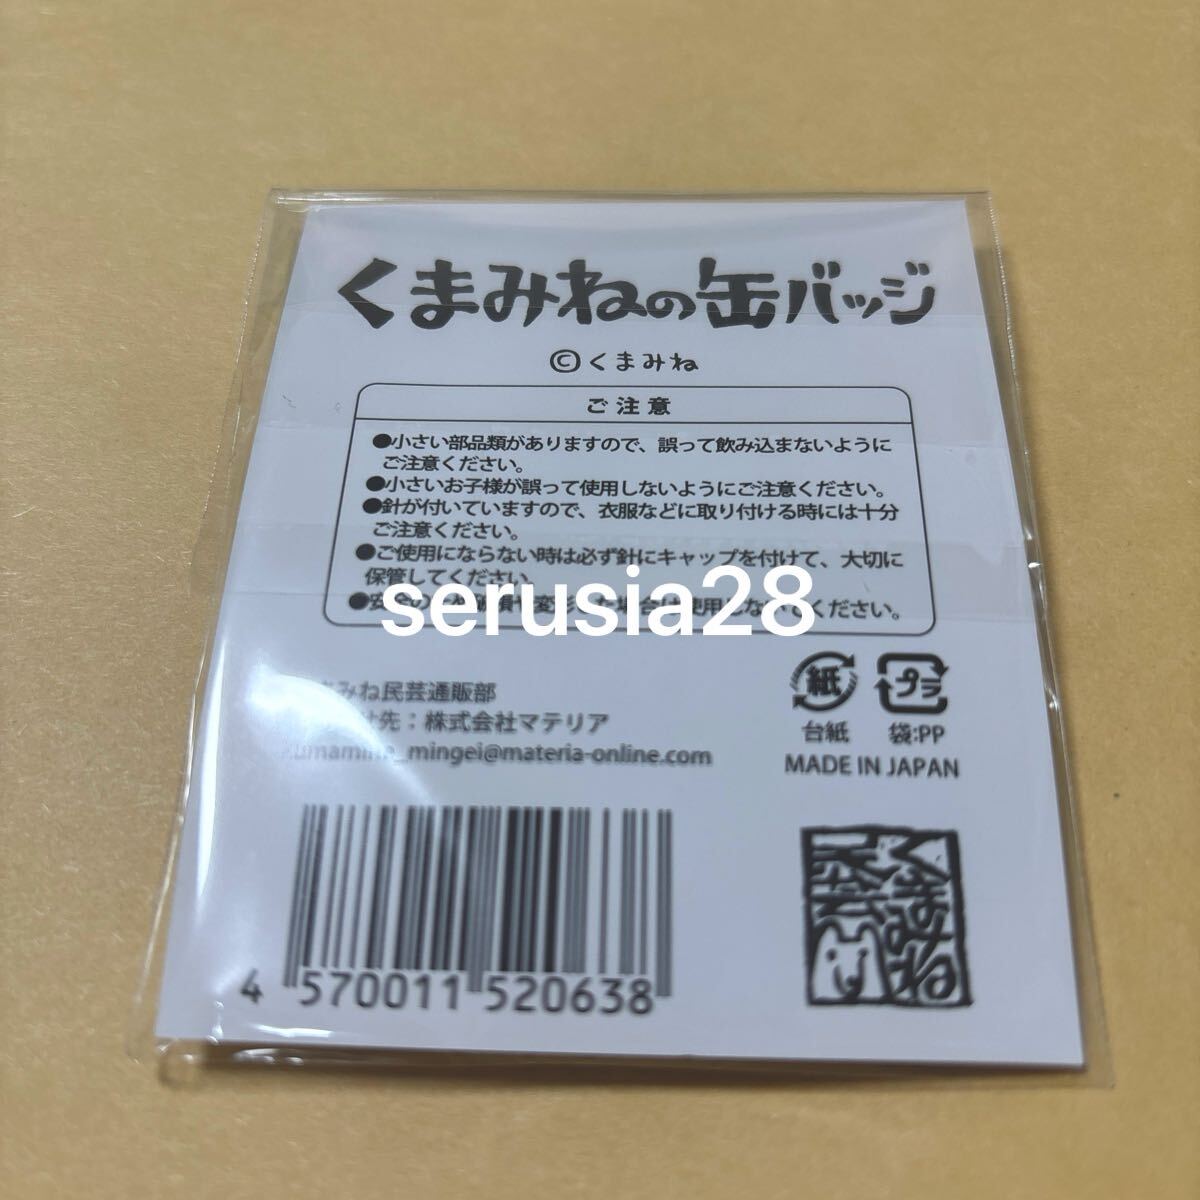 くまみねの缶バッジ
©くまみね
ご注意
●小さい部品類がありますので、誤って飲み込まないように
ご注意ください。
●小さいお子様が誤って使用しないようにご注意ください。
●針が付いていますので、衣服などに取り付ける時には十分
ご注意ください。
●ご使用にならない時は必ず針にキャップを付けて、大切に
保管してください。
使用しないでください。
serusia28
まみね民芸通販部
先：株式会社マテリア
kumamine_mingei@materia-online.com
紙
プラ
台紙 袋:PP
MADE IN JAPAN
4 570011 520638
くまみね